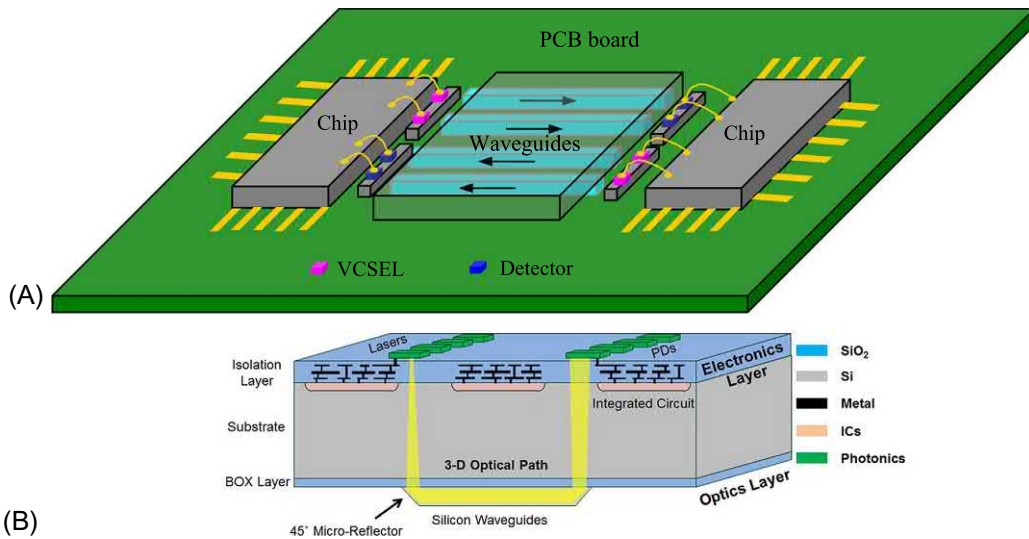 PCB board
Chip
Waveguides
Chip
VCSEL
Detector
(A)
Lasers
PDs
Isolation
Layer
Electronics
Layer
Integrated Circuit
Substrate
3-D Optical Path
BOX Layer
Optics Layer
Silicon Waveguides
45° Micro-Reflector
SiO₂
Si
Metal
ICs
Photonics
(B)